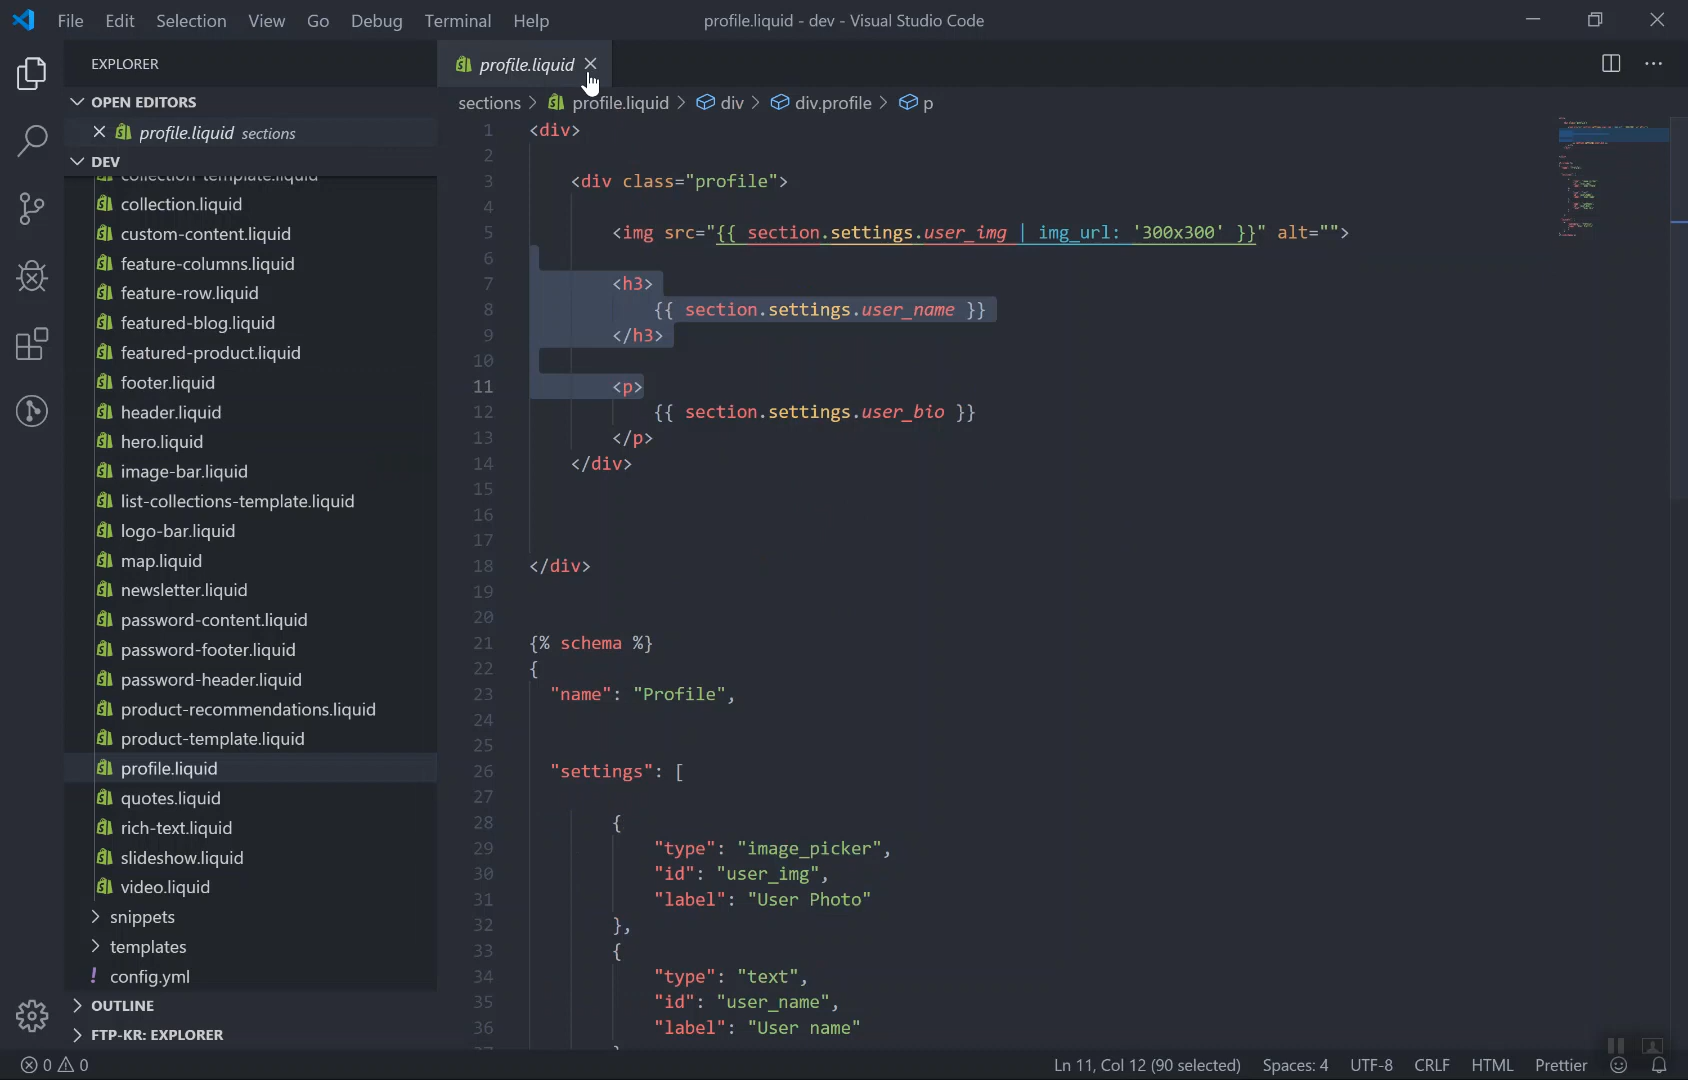 File Edit Selection View Go Debug Terminal Help
profile.liquid - dev - Visual Studio Code
EXPLORER
OPEN EDITORS
profile.liquid sections
DEV
collection-template.liquid
collection.liquid
custom-content.liquid
feature-columns.liquid
feature-row.liquid
featured-blog.liquid
featured-product.liquid
footer.liquid
header.liquid
hero.liquid
image-bar.liquid
list-collections-template.liquid
logo-bar.liquid
map.liquid
newsletter.liquid
password-content.liquid
password-footer.liquid
password-header.liquid
product-recommendations.liquid
product-template.liquid
profile.liquid
quotes.liquid
rich-text.liquid
slideshow.liquid
video.liquid
snippets
templates
! config.yml
OUTLINE
FTP-KR: EXPLORER
profile.liquid
sections > profile.liquid > div > div.profile > p
1 <div>
2
3 <div class="profile">
4
5 <img src="{{ section.settings.user_img | img_url: '300x300' }}" alt="">
6
7 <h3>
8 {{ section.settings.user_name }}
9 </h3>
10
11 <p>
12 {{ section.settings.user_bio }}
13 </p>
14 </div>
15
16
17
18 </div>
19
20
21 {% schema %}
22 {
23 "name": "Profile",
24
25
26 "settings": [
27
28 {
29 "type": "image_picker",
30 "id": "user_img",
31 "label": "User Photo"
32 },
33 {
34 "type": "text",
35 "id": "user_name",
36 "label": "User name"
0 0
Ln 11, Col 12 (90 selected) Spaces: 4 UTF-8 CRLF HTML Prettier